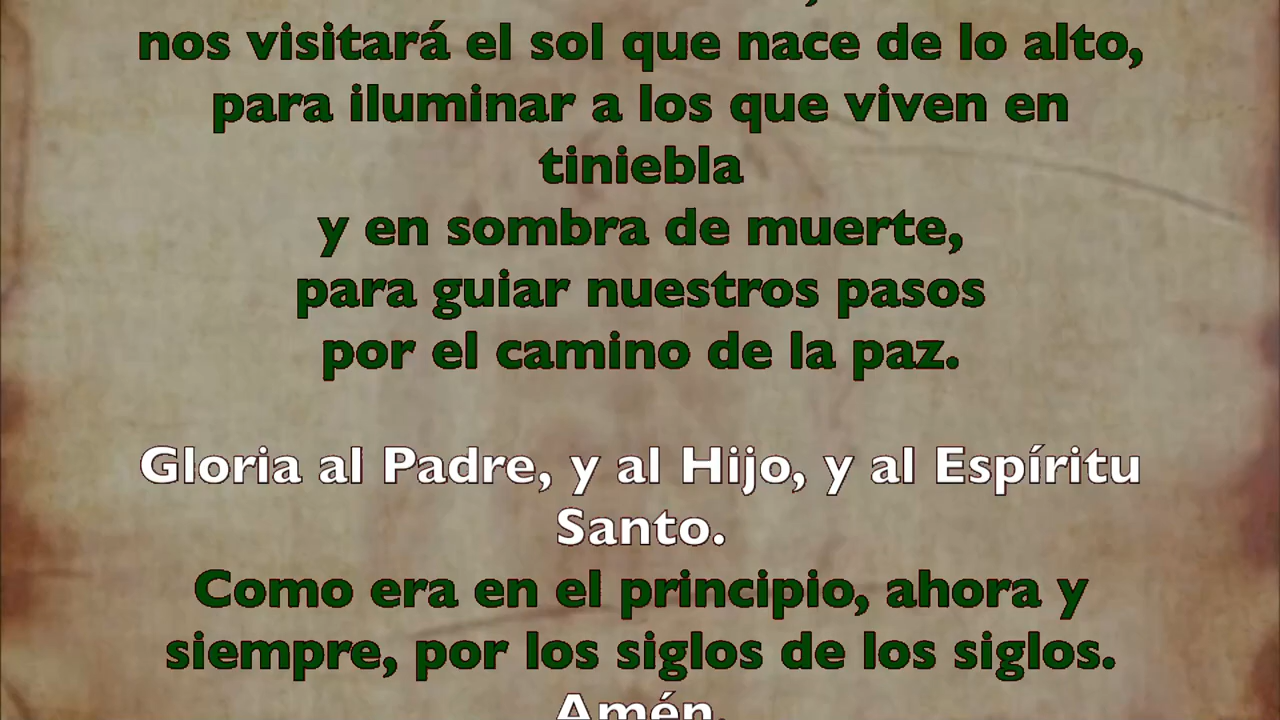 nos visitará el sol que nace de lo alto,
para iluminar a los que viven en
tiniebla
y en sombra de muerte,
para guiar nuestros pasos
por el camino de la paz.
Gloria al Padre, y al Hijo, y al Espíritu
Santo.
Como era en el principio, ahora y
siempre, por los siglos de los siglos.
Amén.